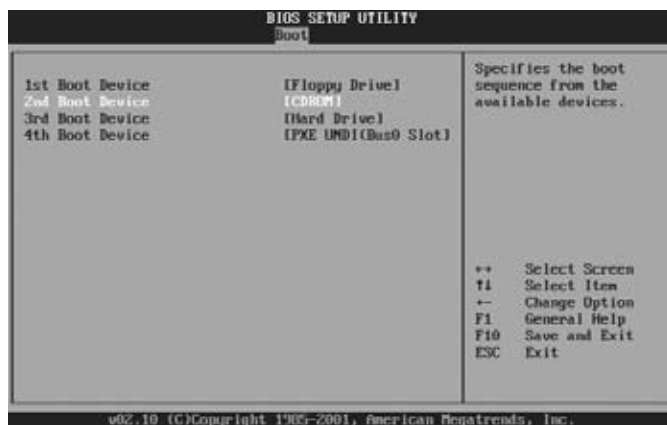 BIOS SETUP UTILITY
Boot
1st Boot Device [Floppy Drive]
2nd Boot Device [CDROM]
3rd Boot Device [Hard Drive]
4th Boot Device [PXE UNDI(Bus0 Slot]
Specifies the boot
sequence from the
available devices.
↔ Select Screen
↑↓ Select Item
+- Change Option
F1 General Help
F10 Save and Exit
ESC Exit
v02.10 (C)Copyright 1985-2001, American Megatrends, Inc.